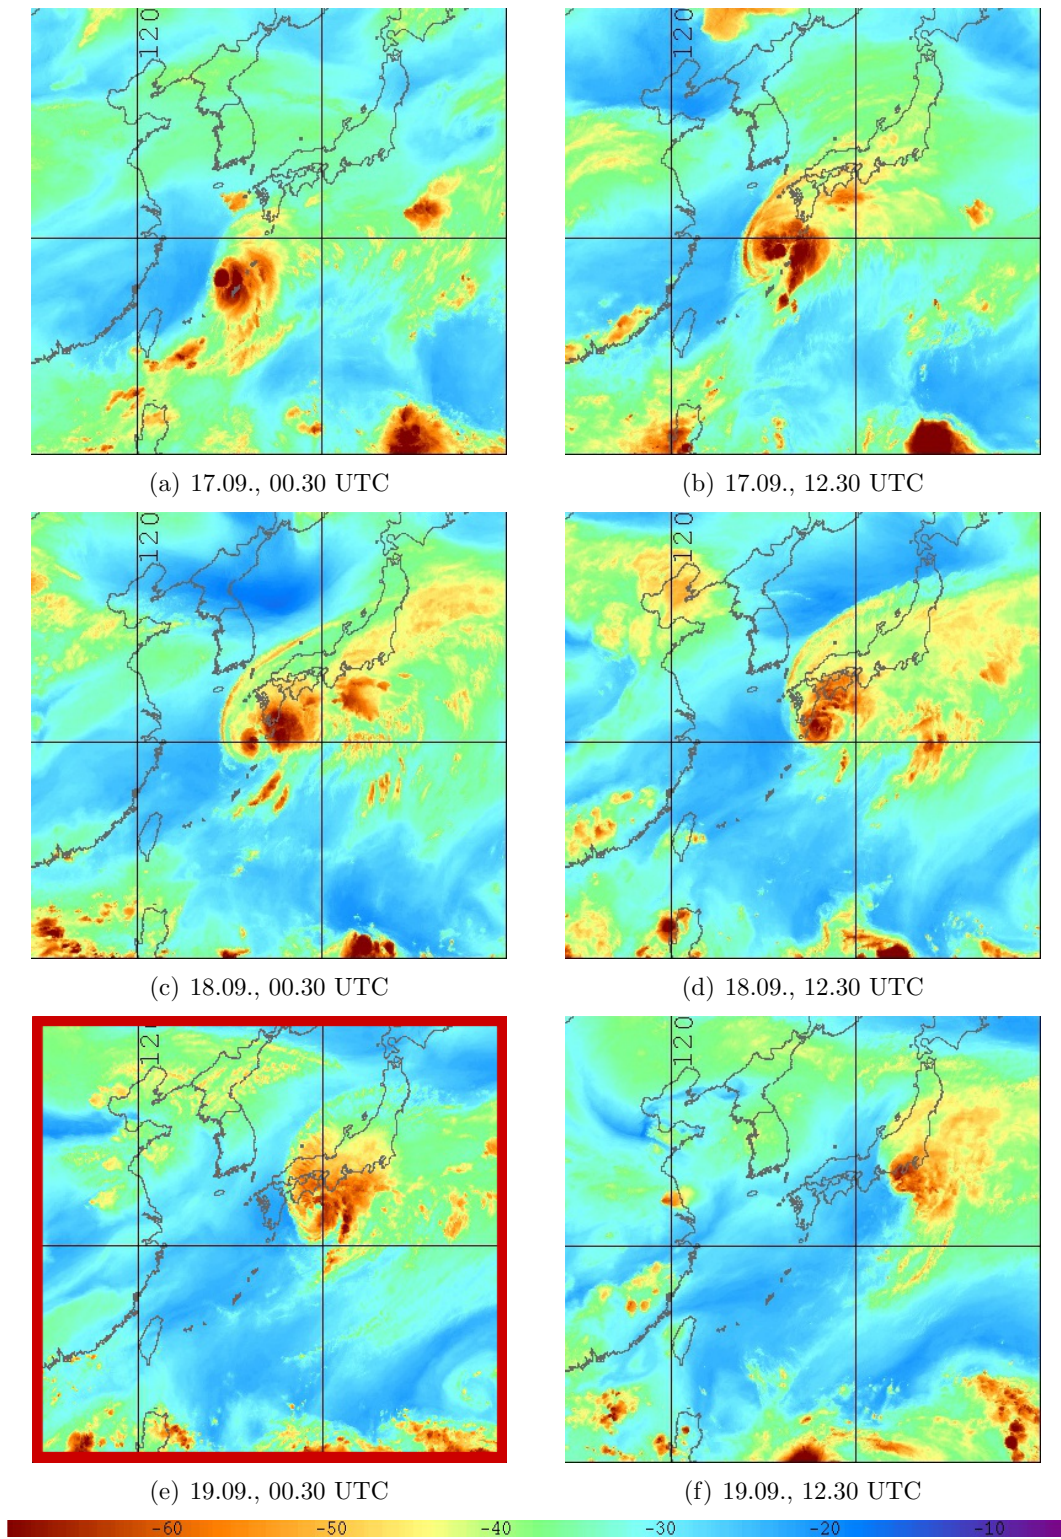 120
120
(a) 17.09., 00.30 UTC
(b) 17.09., 12.30 UTC
120
120
(c) 18.09., 00.30 UTC
(d) 18.09., 12.30 UTC
120
120
(e) 19.09., 00.30 UTC
(f) 19.09., 12.30 UTC
-60 -50 -40 -30 -20 -10